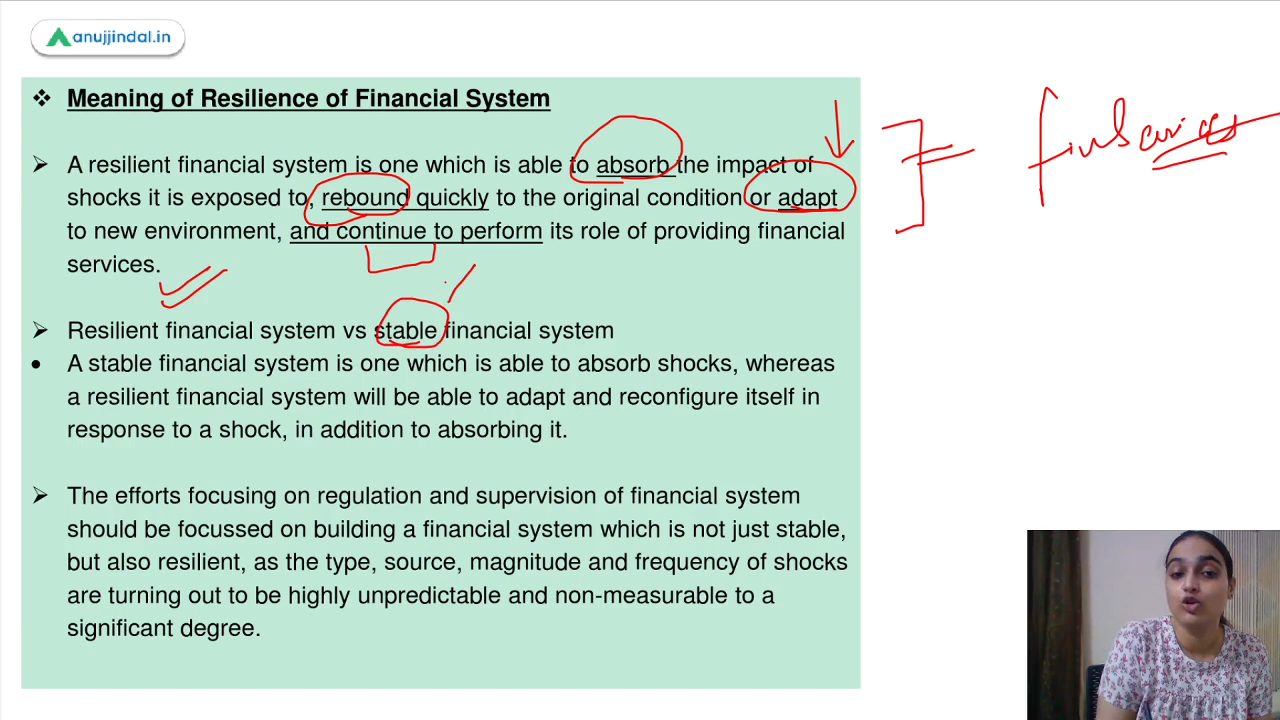 anujjindal.in
Meaning of Resilience of Financial System
A resilient financial system is one which is able to absorb the impact of
shocks it is exposed to, rebound quickly to the original condition or adapt
to new environment, and continue to perform its role of providing financial
services.
Resilient financial system vs stable financial system
A stable financial system is one which is able to absorb shocks, whereas
a resilient financial system will be able to adapt and reconfigure itself in
response to a shock, in addition to absorbing it.
The efforts focusing on regulation and supervision of financial system
should be focussed on building a financial system which is not just stable,
but also resilient, as the type, source, magnitude and frequency of shocks
are turning out to be highly unpredictable and non-measurable to a
significant degree.